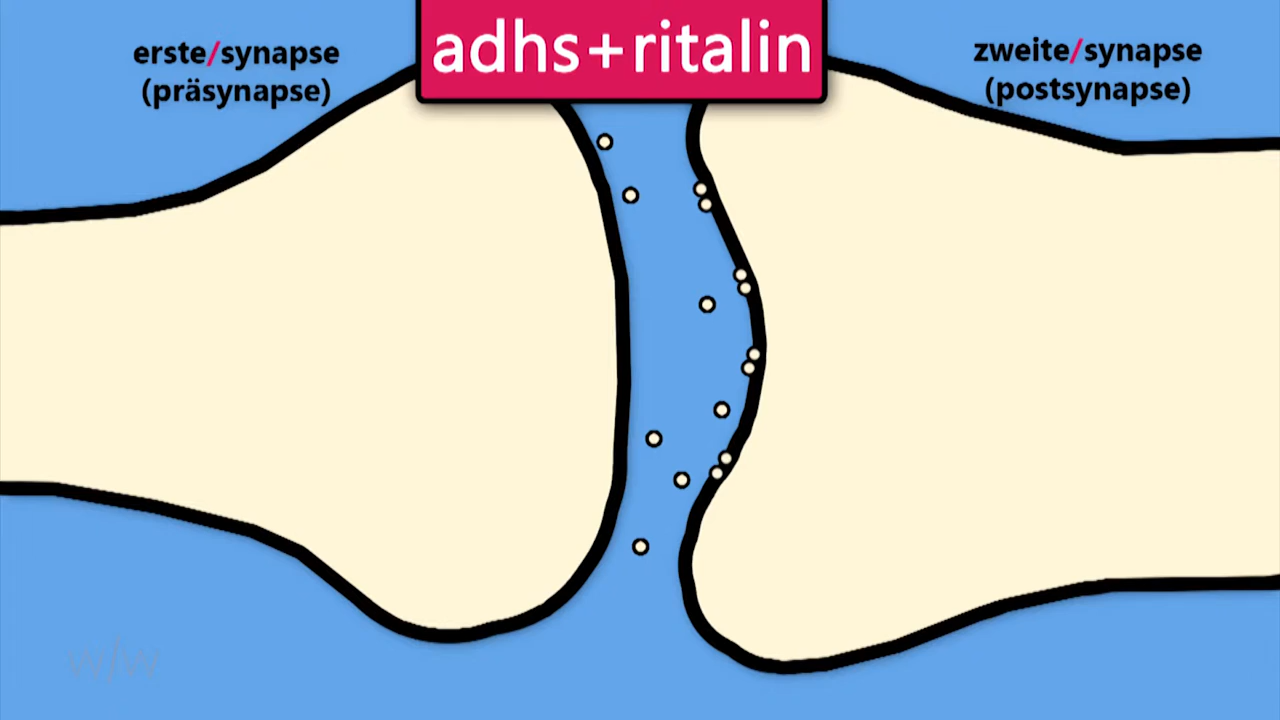 adhs+ritalin
erste/synapse
(präsynapse)
zweite/synapse
(postsynapse)
w/w